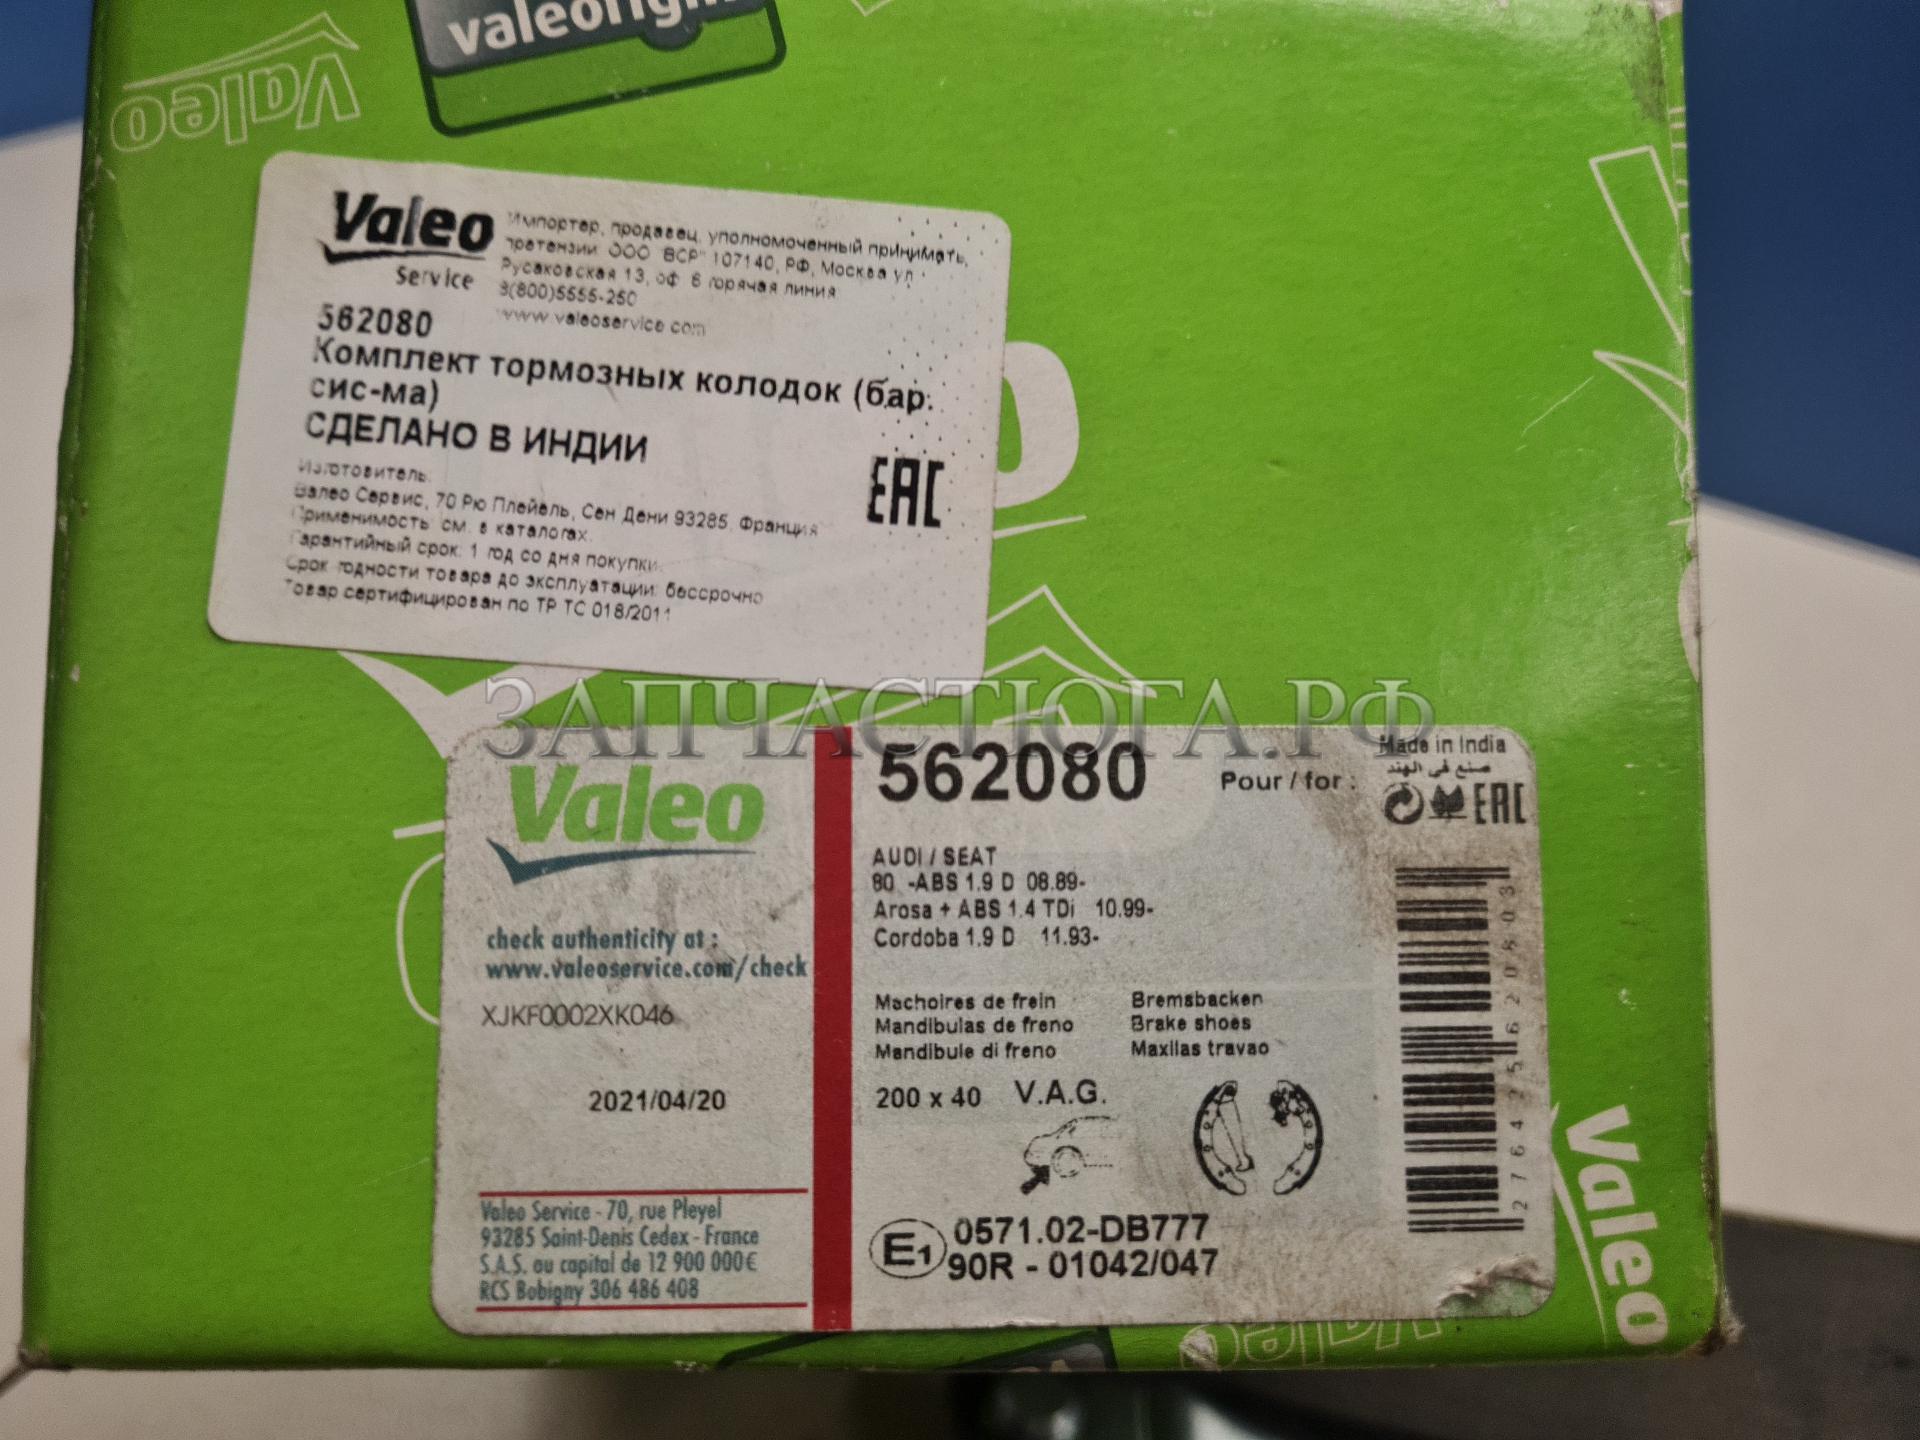 Valeo
Valeo
Service
Импортер, продавец, уполномоченный принимать,
претензии: ООО "ВСР" 107140, РФ, Москва ул
Русаковская 13, оф. 6 горячая линия
8(800)5555-250
www.valeoservice.com
562080
Комплект тормозных колодок (бар.
сис-ма)
СДЕЛАНО В ИНДИИ
Изготовитель:
Валео Сервис, 70 Рю Плейель, Сен Дени 93285, Франция
Применимость: см. в каталогах.
Гарантийный срок: 1 год со дня покупки.
Срок годности товара до эксплуатации: бессрочно
Товар сертифицирован по ТР ТС 018/2011
EAC
ЗАПЧАСТЮГА.РФ
Valeo
check authenticity at :
www.valeoservice.com/check
XJKF0002XK046
2021/04/20
Valeo Service - 70, rue Pleyel
93285 Saint-Denis Cedex - France
S.A.S. au capital de 12 900 000€
RCS Bobigny 306 486 408
562080
Pour / for :
Made in India
صنع في الهند
EAC
AUDI / SEAT
80 -ABS 1.9 D 08.89-
Arosa + ABS 1.4 TDi 10.99-
Cordoba 1.9 D 11.93-
Machoires de frein
Mandibulas de freno
Mandibule di freno
Bremsbacken
Brake shoes
Maxilas travao
200 x 40 V.A.G.
E1
0571.02-DB777
90R - 01042/047
Valeo